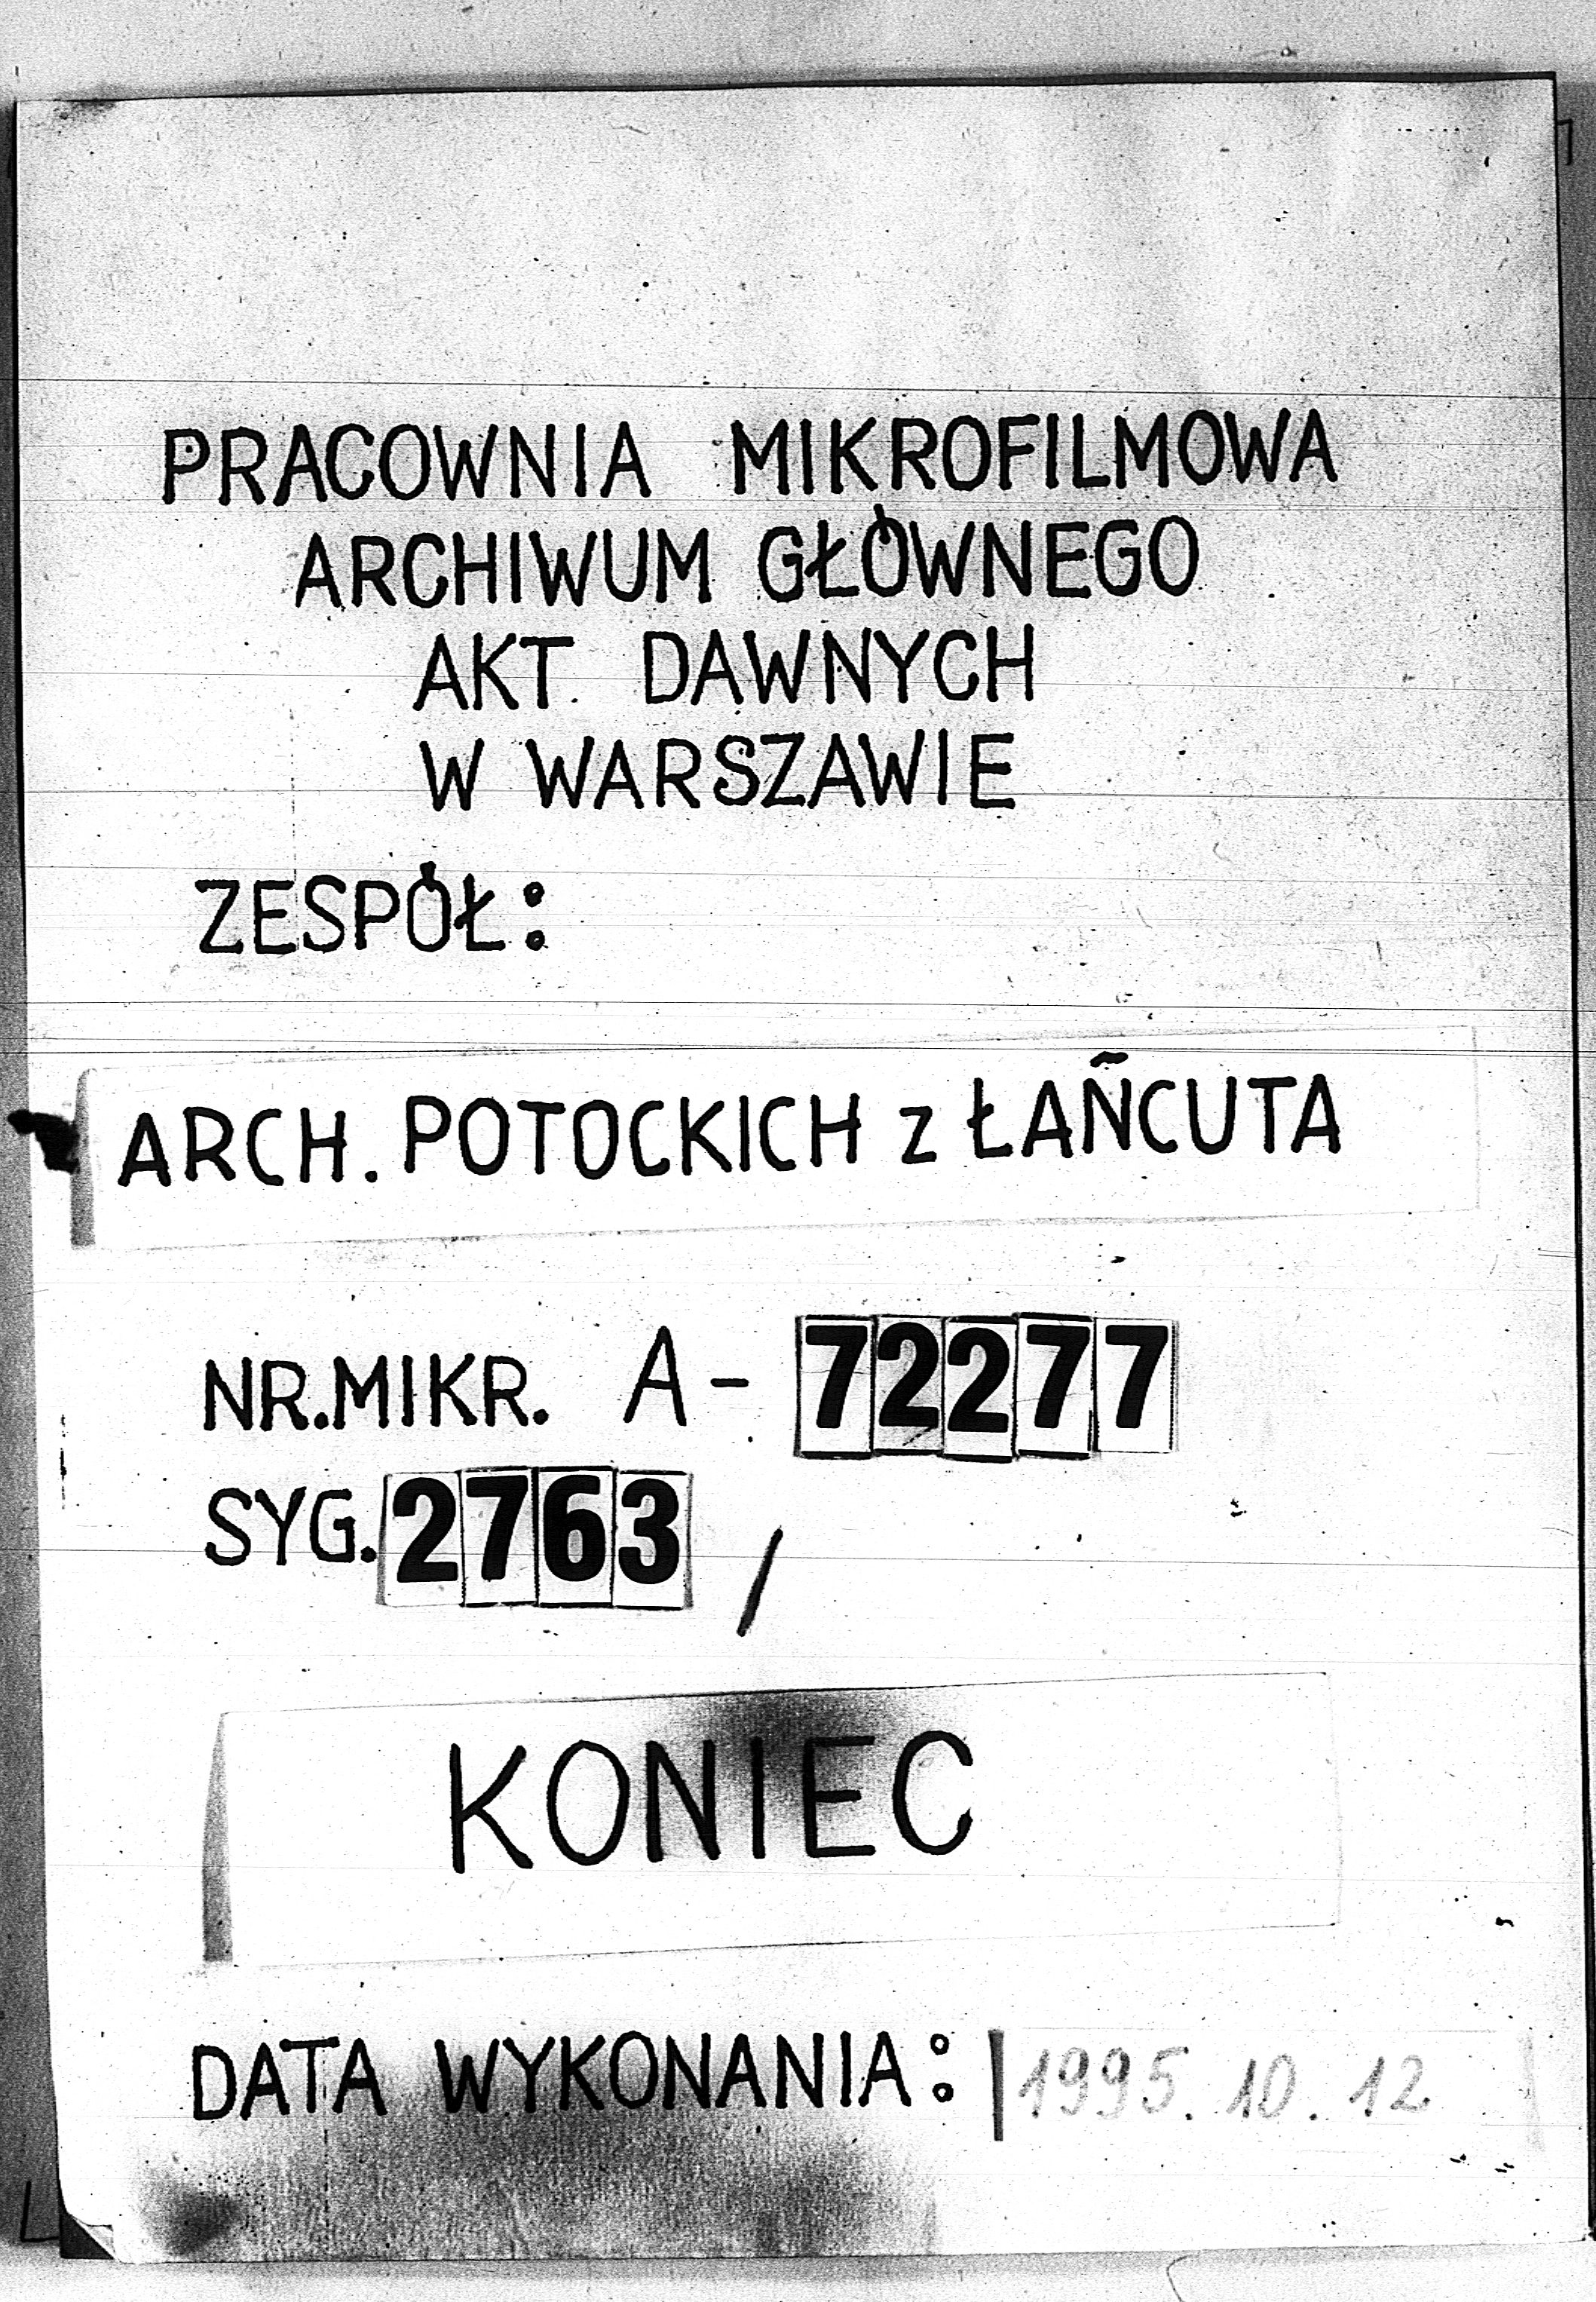 PRACOWNIA MIKROFILMOWA
ARCHIWUM GŁÓWNEGO
AKT DAWNYCH
W WARSZAWIE
ZESPÓŁ:
ARCH. POTOCKICH z ŁAŃCUTA
NR.MIKR. A- 72277
SYG. 2763 /
KONIEC
DATA WYKONANIA: 1995.10.12